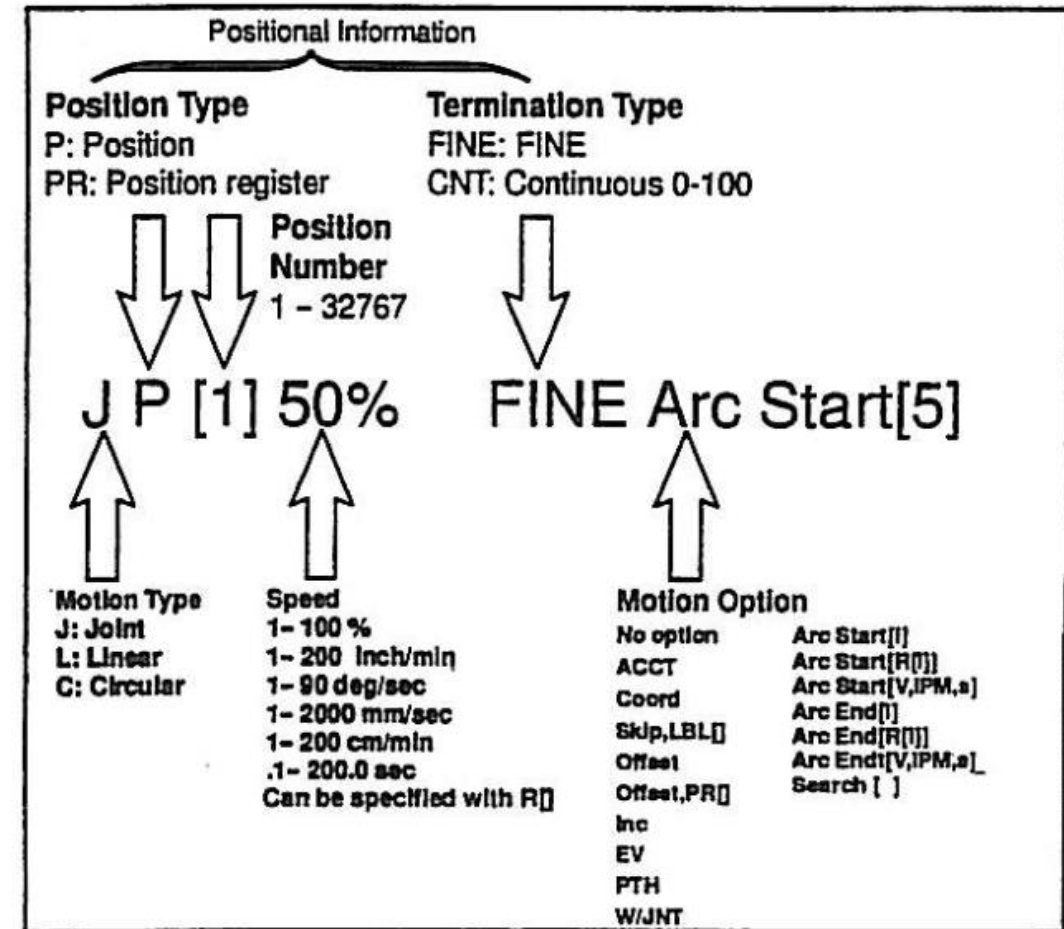 Positional Information
Position Type
P: Position
PR: Position register
Termination Type
FINE: FINE
CNT: Continuous 0-100
Position
Number
1 – 32767
J P [1] 50% FINE Arc Start[5]
Motion Type
J: Joint
L: Linear
C: Circular
Speed
1– 100 %
1– 200 inch/min
1– 90 deg/sec
1– 2000 mm/sec
1– 200 cm/min
.1– 200.0 sec
Can be specified with R[]
Motion Option
No option
ACCT
Coord
Skip,LBL[]
Offset
Offset,PR[]
Inc
EV
PTH
W/JNT
Arc Start[i]
Arc Start[R[i]]
Arc Start[V,IPM,s]
Arc End[i]
Arc End[R[i]]
Arc Endt[V,IPM,s]_
Search [ ]